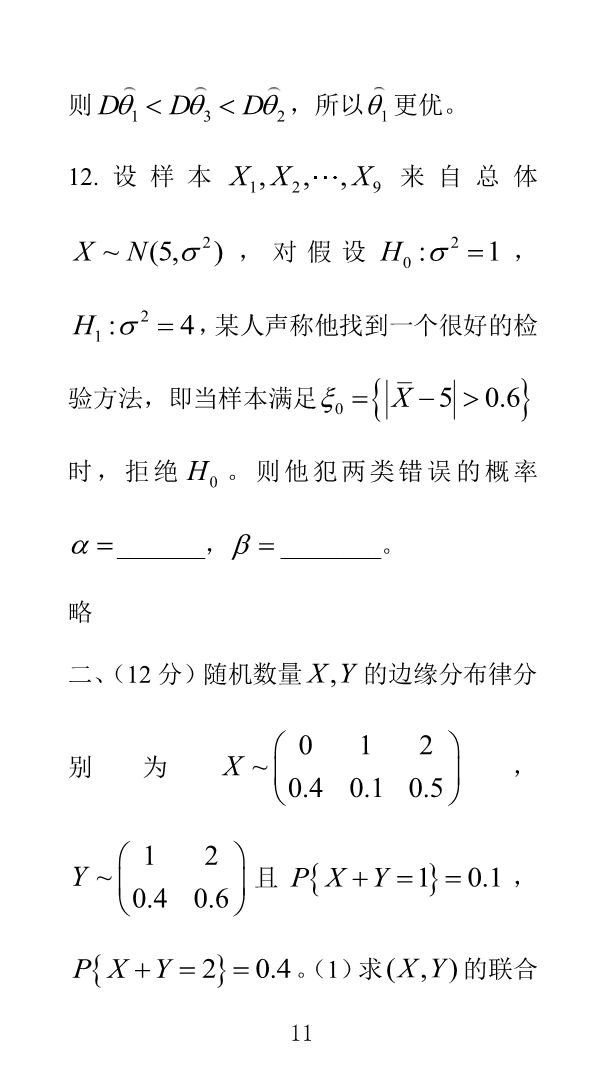 则 $D\hat{\theta}_1 < D\hat{\theta}_3 < D\hat{\theta}_2$，所以 $\hat{\theta}_1$ 更优。
12. 设样本 $X_1, X_2, \cdots, X_9$ 来自总体
$X \sim N(5, \sigma^2)$，对假设 $H_0 : \sigma^2 = 1$，
$H_1 : \sigma^2 = 4$，某人声称他找到一个很好的检
验方法，即当样本满足 $\xi_0 = \left\{ \left| \overline{X} - 5 \right| > 0.6 \right\}$
时，拒绝 $H_0$。则他犯两类错误的概率
$\alpha =$ _______，$\beta =$ ________。
略
二、（12 分）随机数量 $X, Y$ 的边缘分布律分
别为 $X \sim \begin{pmatrix} 0 & 1 & 2 \\ 0.4 & 0.1 & 0.5 \end{pmatrix}$，
$Y \sim \begin{pmatrix} 1 & 2 \\ 0.4 & 0.6 \end{pmatrix}$ 且 $P\{X + Y = 1\} = 0.1$，
$P\{X + Y = 2\} = 0.4$。（1）求 $(X, Y)$ 的联合
11